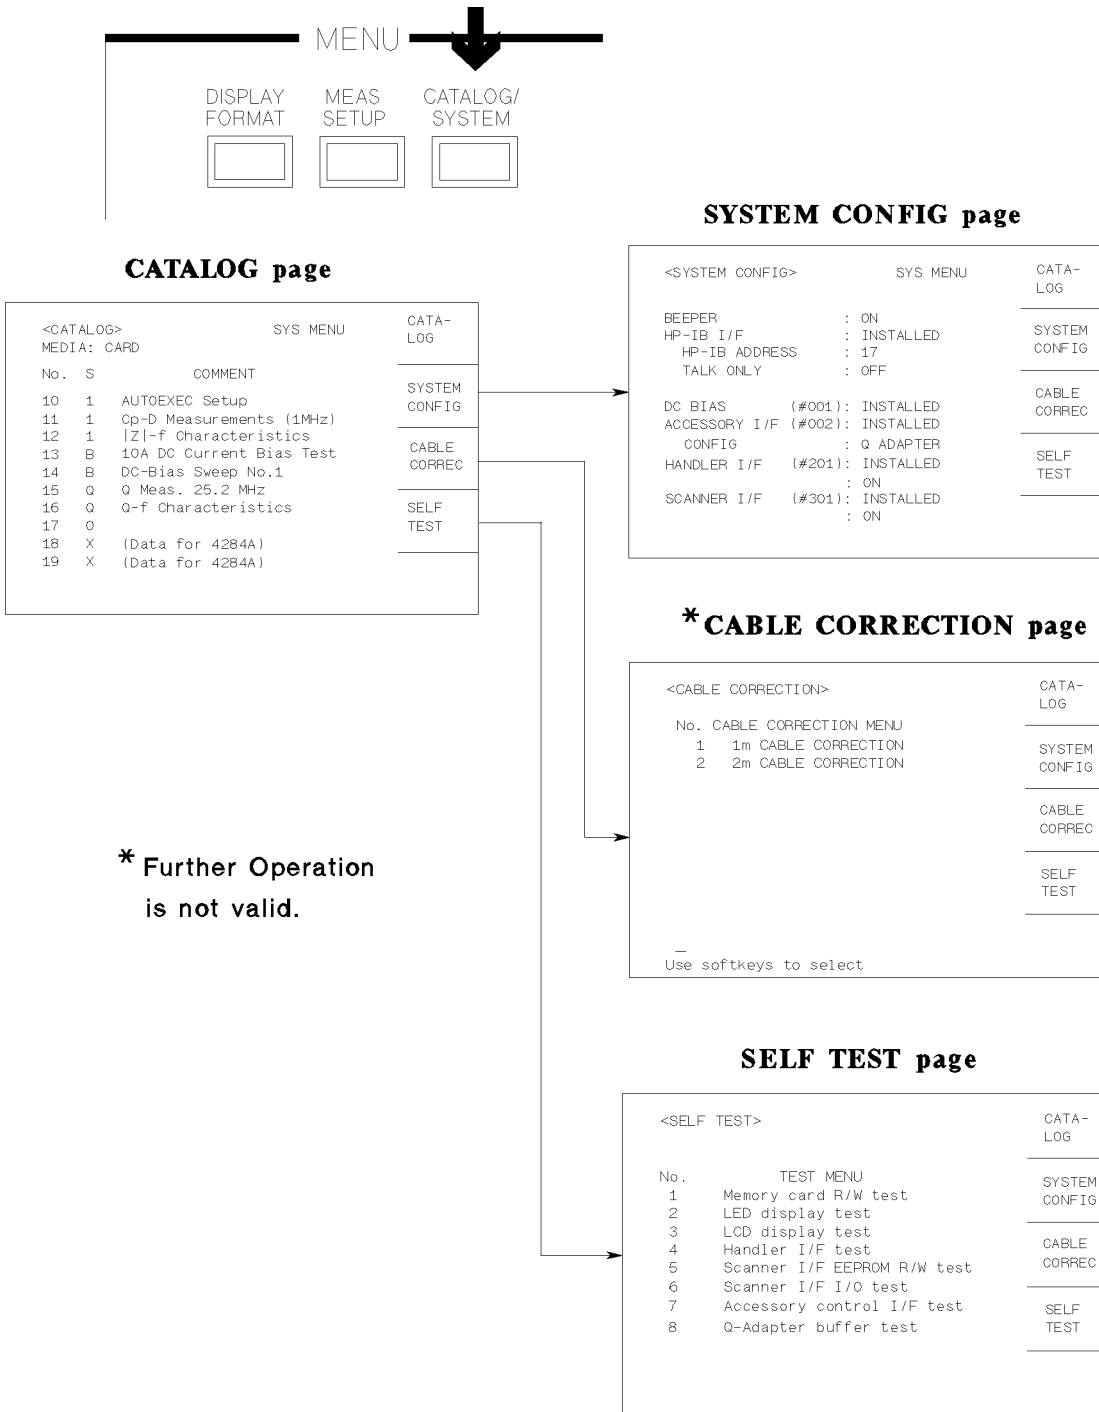 MENU
DISPLAY FORMAT
MEAS SETUP
CATALOG/ SYSTEM
CATALOG page
<CATALOG> SYS MENU
MEDIA: CARD
No. S COMMENT
10 1 AUTOEXEC Setup
11 1 Cp-D Measurements (1MHz)
12 1 |Z|-f Characteristics
13 B 10A DC Current Bias Test
14 B DC-Bias Sweep No.1
15 Q Q Meas. 25.2 MHz
16 Q Q-f Characteristics
17 O
18 X (Data for 4284A)
19 X (Data for 4284A)
CATA-
LOG
SYSTEM
CONFIG
CABLE
CORREC
SELF
TEST
SYSTEM CONFIG page
<SYSTEM CONFIG> SYS MENU
BEEPER : ON
HP-IB I/F : INSTALLED
HP-IB ADDRESS : 17
TALK ONLY : OFF
DC BIAS (#001): INSTALLED
ACCESSORY I/F (#002): INSTALLED
CONFIG : Q ADAPTER
HANDLER I/F (#201): INSTALLED
: ON
SCANNER I/F (#301): INSTALLED
: ON
CATA-
LOG
SYSTEM
CONFIG
CABLE
CORREC
SELF
TEST
*CABLE CORRECTION page
<CABLE CORRECTION>
No. CABLE CORRECTION MENU
1 1m CABLE CORRECTION
2 2m CABLE CORRECTION
Use softkeys to select
CATA-
LOG
SYSTEM
CONFIG
CABLE
CORREC
SELF
TEST
* Further Operation
is not valid.
SELF TEST page
<SELF TEST>
No. TEST MENU
1 Memory card R/W test
2 LED display test
3 LCD display test
4 Handler I/F test
5 Scanner I/F EEPROM R/W test
6 Scanner I/F I/O test
7 Accessory control I/F test
8 Q-Adapter buffer test
CATA-
LOG
SYSTEM
CONFIG
CABLE
CORREC
SELF
TEST